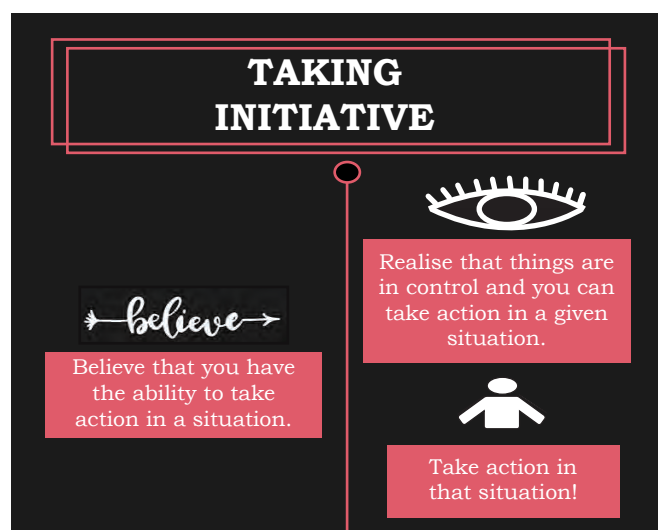 TAKING
INITIATIVE
Realise that things are
in control and you can
take action in a given
situation.
believe
Believe that you have
the ability to take
action in a situation.
Take action in
that situation!